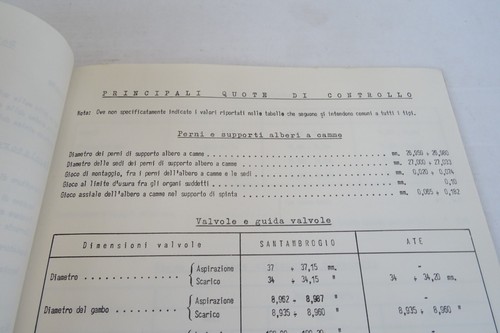 PRINCIPALI QUOTE DI CONTROLLO
Nota: Ove non specificatamente indicato i valori riportati nelle tabelle che seguono si intendono comuni a tutti i tipi.
Perni e supporti alberi a camme
Diametro dei perni di supporto albero a camme mm. 26,959 ÷ 26,980
Diametro delle sedi dei perni di supporto albero a camme mm. 27,000 ÷ 27,033
Gioco di montaggio, fra i perni dell'albero a camme e le sedi mm. 0,020 ÷ 0,074
Gioco al limite d'usura fra gli organi suddetti mm. 0,10
Gioco assiale dell'albero a camme nel supporto di spinta mm. 0,065 ÷ 0,182
Valvole e guida valvole
Dimensioni valvole SANTAMBROGIO ATE
Diametro Aspirazione 37 ÷ 37,15 mm. -
Scarico 34 ÷ 34,15 " 34 ÷ 34,20 mm.
Diametro del gambo Aspirazione 8,962 ÷ 8,987 " -
Scarico 8,935 ÷ 8,960 " 8,935 ÷ 8,960 "